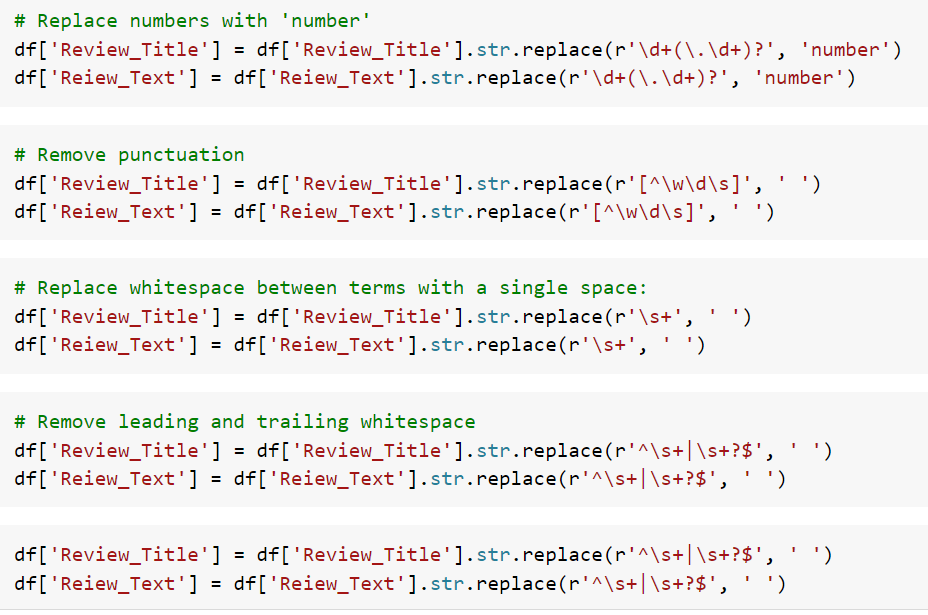 # Replace numbers with 'number'
df['Review_Title'] = df['Review_Title'].str.replace(r'\d+(\.\d+)?', 'number')
df['Reiew_Text'] = df['Reiew_Text'].str.replace(r'\d+(\.\d+)?', 'number')
# Remove punctuation
df['Review_Title'] = df['Review_Title'].str.replace(r'[^\w\d\s]', ' ')
df['Reiew_Text'] = df['Reiew_Text'].str.replace(r'[^\w\d\s]', ' ')
# Replace whitespace between terms with a single space:
df['Review_Title'] = df['Review_Title'].str.replace(r'\s+', ' ')
df['Reiew_Text'] = df['Reiew_Text'].str.replace(r'\s+', ' ')
# Remove leading and trailing whitespace
df['Review_Title'] = df['Review_Title'].str.replace(r'^\s+|\s+?$', ' ')
df['Reiew_Text'] = df['Reiew_Text'].str.replace(r'^\s+|\s+?$', ' ')
df['Review_Title'] = df['Review_Title'].str.replace(r'^\s+|\s+?$', ' ')
df['Reiew_Text'] = df['Reiew_Text'].str.replace(r'^\s+|\s+?$', ' ')